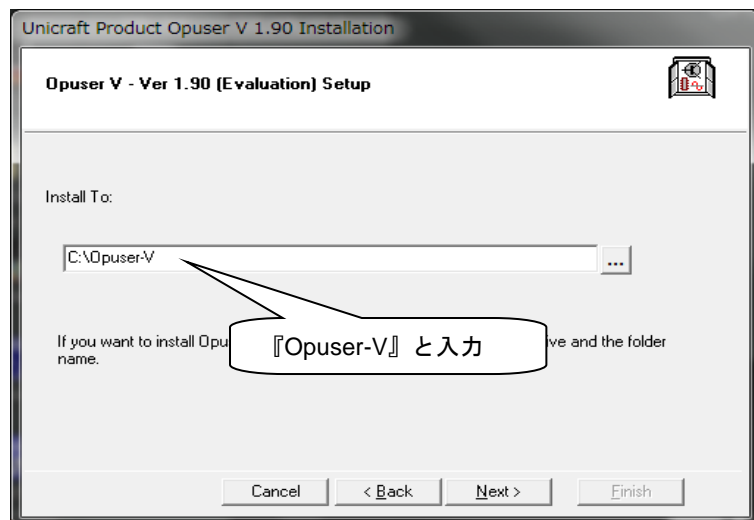 Unicraft Product Opuser V 1.90 Installation
Opuser V - Ver 1.90 (Evaluation) Setup
Install To:
C:\Opuser-V
...
If you want to install Opu
『Opuser-V』と入力
ive and the folder
name.
Cancel
< Back
Next >
Finish